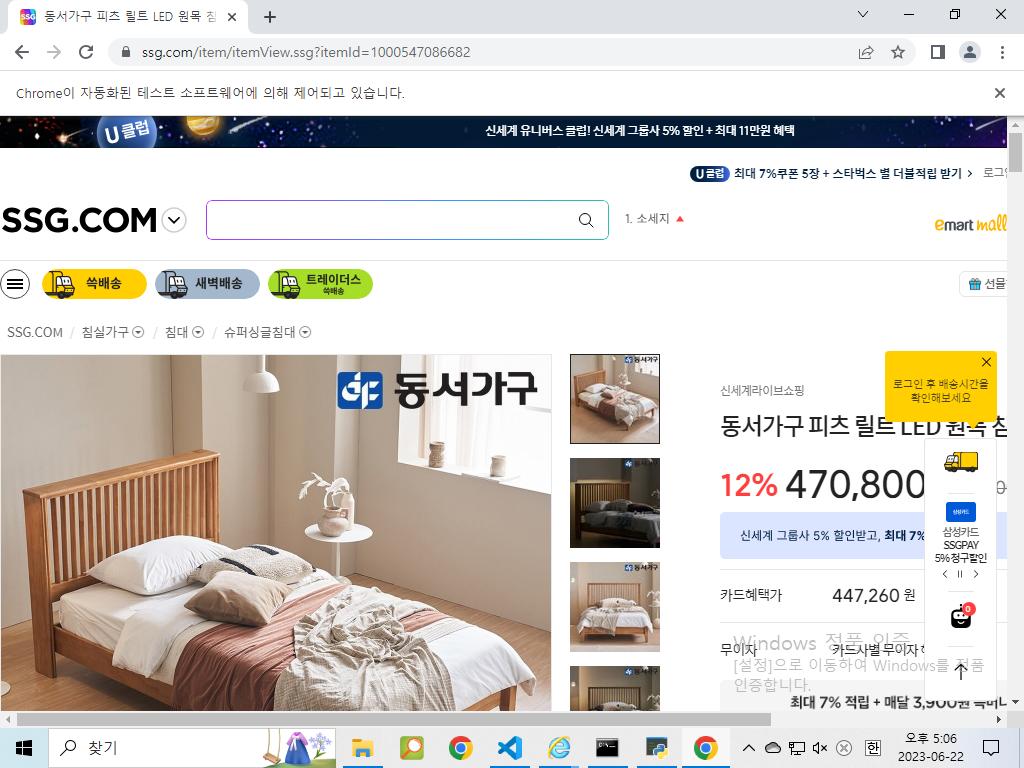 동서가구 피츠 릴트 LED 원목 침
ssg.com/item/itemView.ssg?itemId=1000547086682
Chrome이 자동화된 테스트 소프트웨어에 의해 제어되고 있습니다.
U 클럽
신세계 유니버스 클럽! 신세계 그룹사 5% 할인 + 최대 11만원 혜택
U 클럽 최대 7%쿠폰 5장 + 스타벅스 별 더블적립 받기
SSG.COM
1. 소세지
emart mall
쓱배송
새벽배송
트레이더스
쓱배송
선물
SSG.COM / 침실가구 / 침대 / 슈퍼싱글침대
동서가구
동서가구
로그인 후 배송시간을
확인해보세요
신세계라이브쇼핑
동서가구 피츠 릴트 LED 원목 침
12% 470,800
신세계 그룹사 5% 할인받고, 최대 7%
삼성카드
삼성카드
SSGPAY
5% 청구할인
카드혜택가 447,260 원
0
무이자 카드사별 무이자
Windows 정품 인증
[설정]으로 이동하여 Windows를 정품
인증합니다.
최대 7% 적립 + 매달 3,900원
찾기
오후 5:06
2023-06-22
한